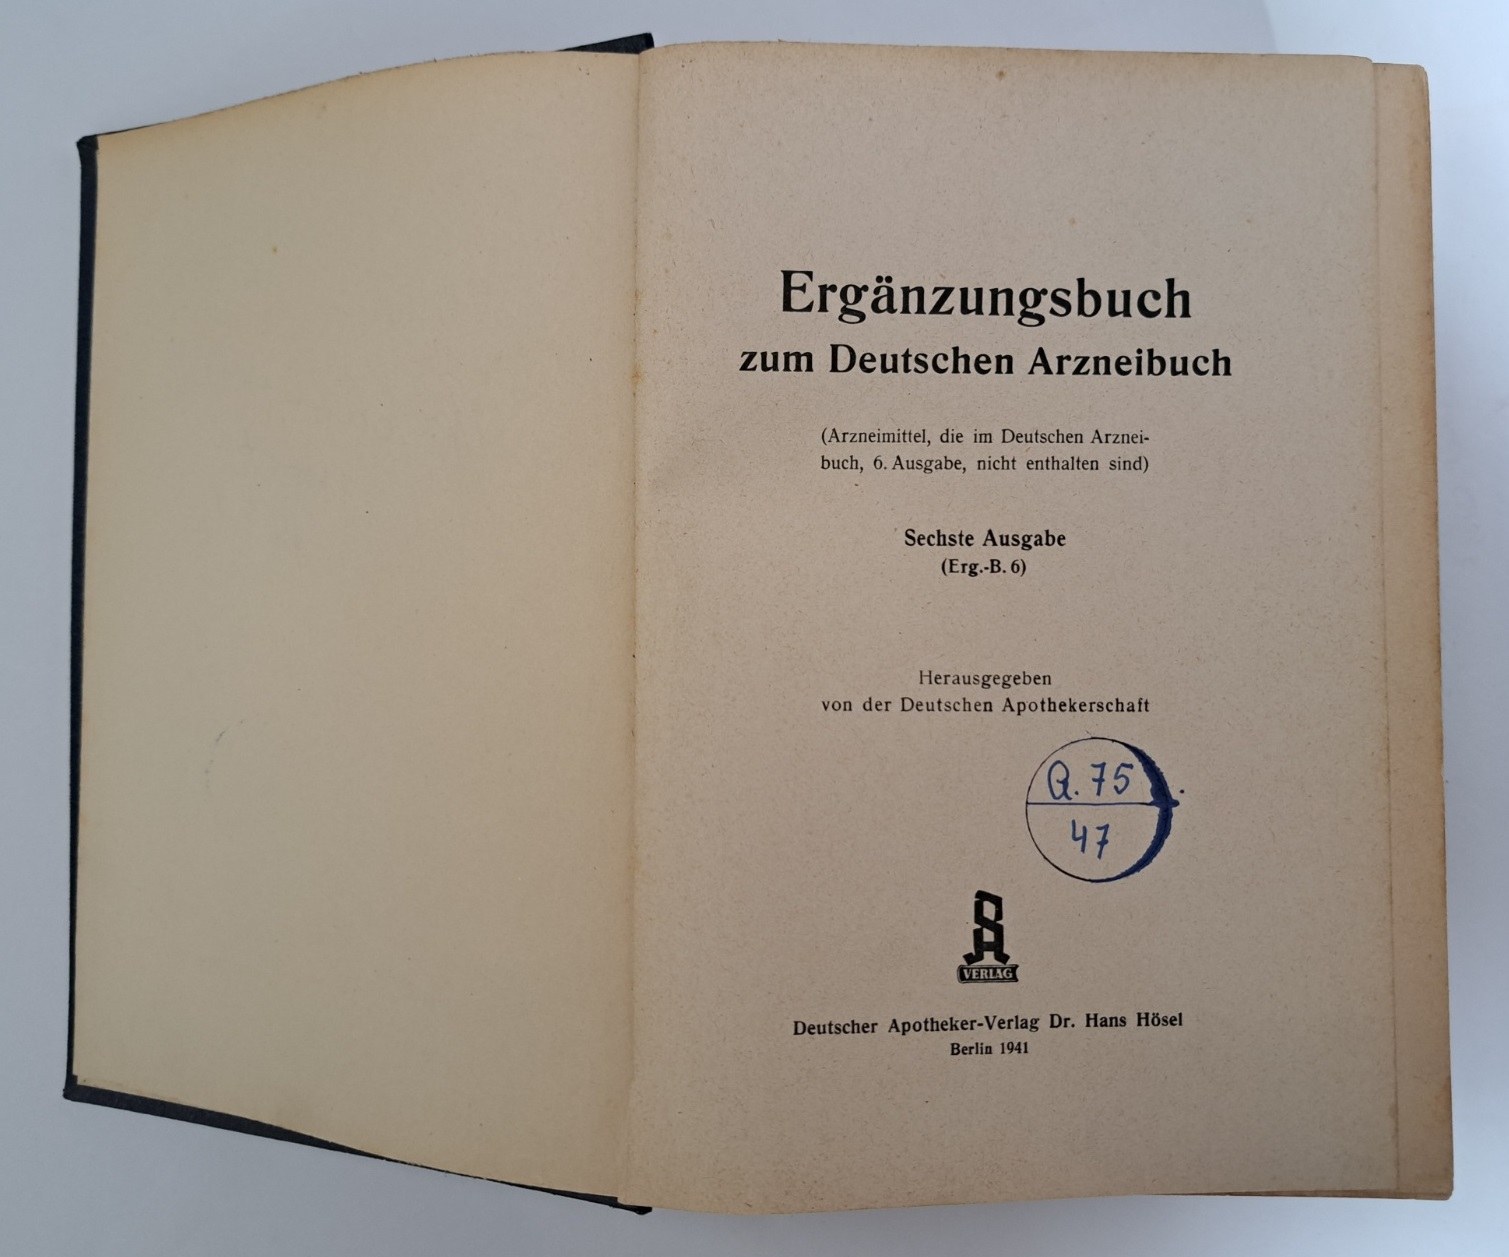 Ergänzungsbuch
zum Deutschen Arzneibuch
(Arzneimittel, die im Deutschen Arznei-
buch, 6. Ausgabe, nicht enthalten sind)
Sechste Ausgabe
(Erg.-B. 6)
Herausgegeben
von der Deutschen Apothekerschaft
Q. 75
47
DA
VERLAG
Deutscher Apotheker-Verlag Dr. Hans Hösel
Berlin 1941